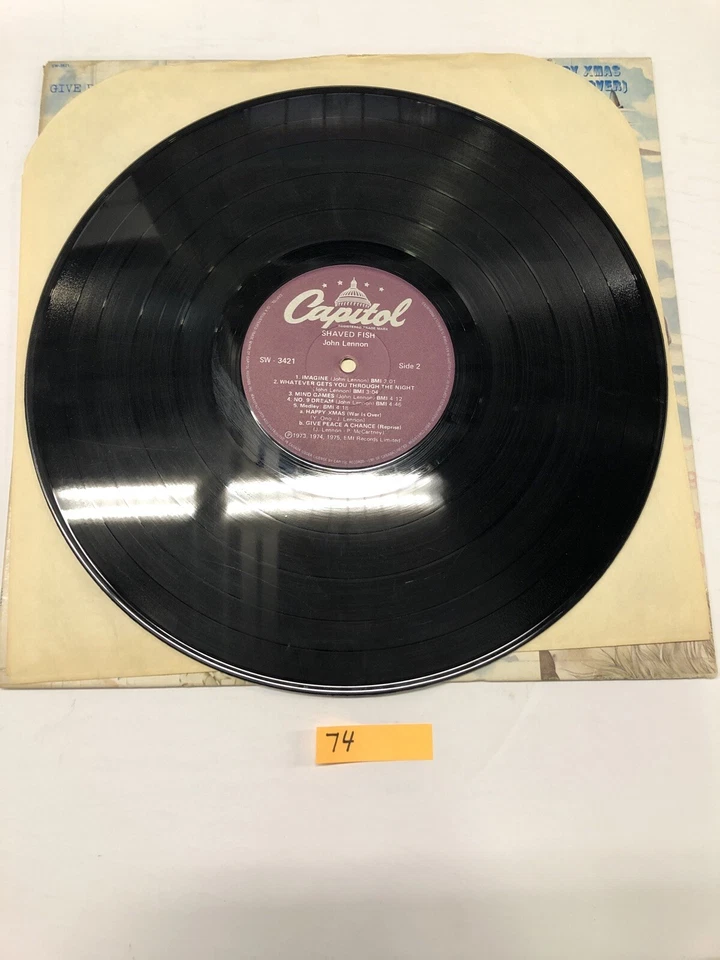 GIVE
XMAS
OVER)
Capitol
SHAVED FISH
John Lennon
SW - 3421
Side 2
1. IMAGINE (John Lennon) BMI 3:01
2. WHATEVER GETS YOU THROUGH THE NIGHT
(John Lennon) BMI 3:04
3. MIND GAMES (John Lennon) BMI 4:12
4. NO. 9 DREAM (John Lennon) BMI 4:46
5. Medley: BMI 4:16
a. HAPPY XMAS (War Is Over)
(Y. Ono - J. Lennon)
b. GIVE PEACE A CHANCE (Reprise)
(J. Lennon - P. McCartney)
Ⓟ1973, 1974, 1975, EMI Records Limited
74